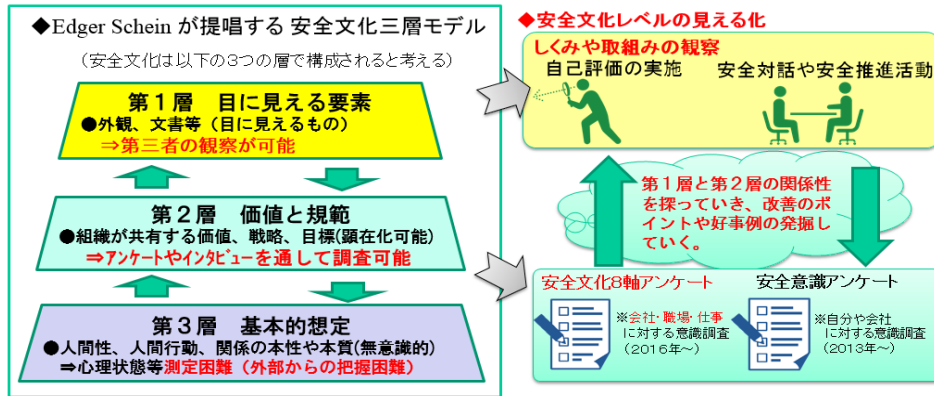 ◆Edger Schein が提唱する 安全文化三層モデル
(安全文化は以下の3つの層で構成されると考える)
第1層 目に見える要素
●外観、文書等（目に見えるもの）
⇒第三者の観察が可能
第2層 価値と規範
●組織が共有する価値、戦略、目標(顕在化可能)
⇒アンケートやインタビューを通して調査可能
第3層 基本的想定
●人間性、人間行動、関係の本性や本質(無意識的)
⇒心理状態等測定困難（外部からの把握困難）
◆安全文化レベルの見える化
しくみや取組みの観察
自己評価の実施
安全対話や安全推進活動
第1層と第2層の関係性
を探っていき、改善のポ
イントや好事例の発掘し
ていく。
安全文化8軸アンケート
※会社・職場・仕事
に対する意識調査
(2016年～)
安全意識アンケート
※自分や会社
に対する意識調査
(2013年～)